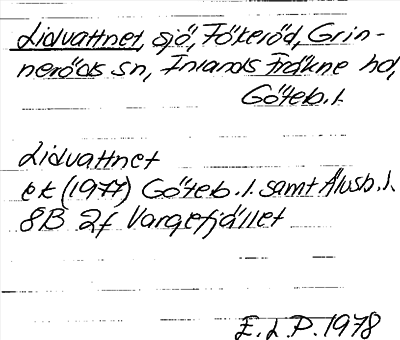 Lidvattnet, sjö, Fökeröd, Grin-
neröds sn, Inlands Fräkne hd,
Göteb. l.
Lidvattnet
ek (1977) Göteb. l. samt Älvsb. l.
8B 2f Vargefjället
E. L. P. 1978